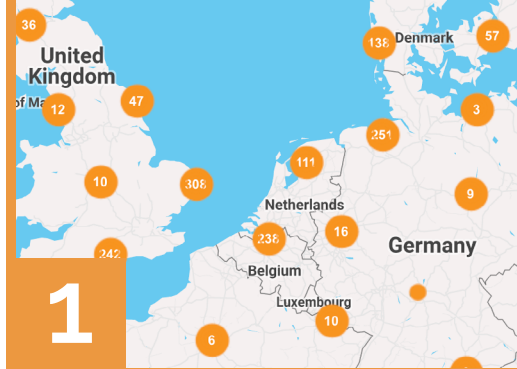 36
138
Denmark
57
United
Kingdom
of Ma
12
47
3
251
111
10
308
9
Netherlands
238
16
242
Germany
Belgium
Luxembourg
10
1
6